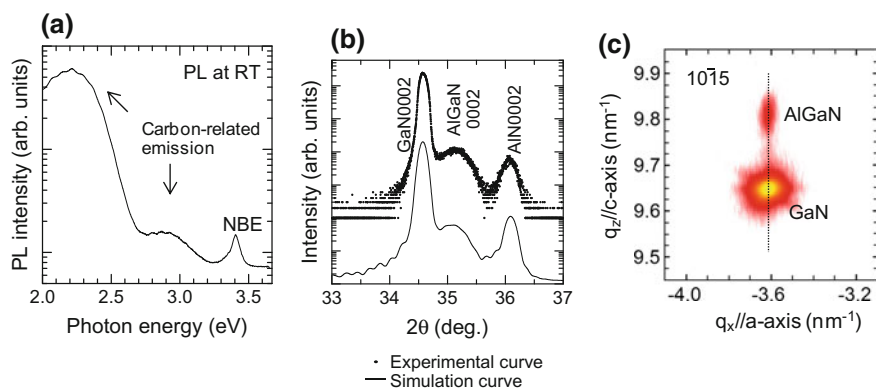 (a)
PL intensity (arb. units)
PL at RT
Carbon-related
emission
NBE
2.0 2.5 3.0 3.5
Photon energy (eV)
(b)
Intensity (arb. units)
GaN0002
AlGaN
0002
AlN0002
33 34 35 36 37
2θ (deg.)
• Experimental curve
— Simulation curve
(c)
qz//c-axis (nm-1)
9.9
9.8
9.7
9.6
9.5
101̄5
AlGaN
GaN
-4.0 -3.6 -3.2
qx//a-axis (nm-1)